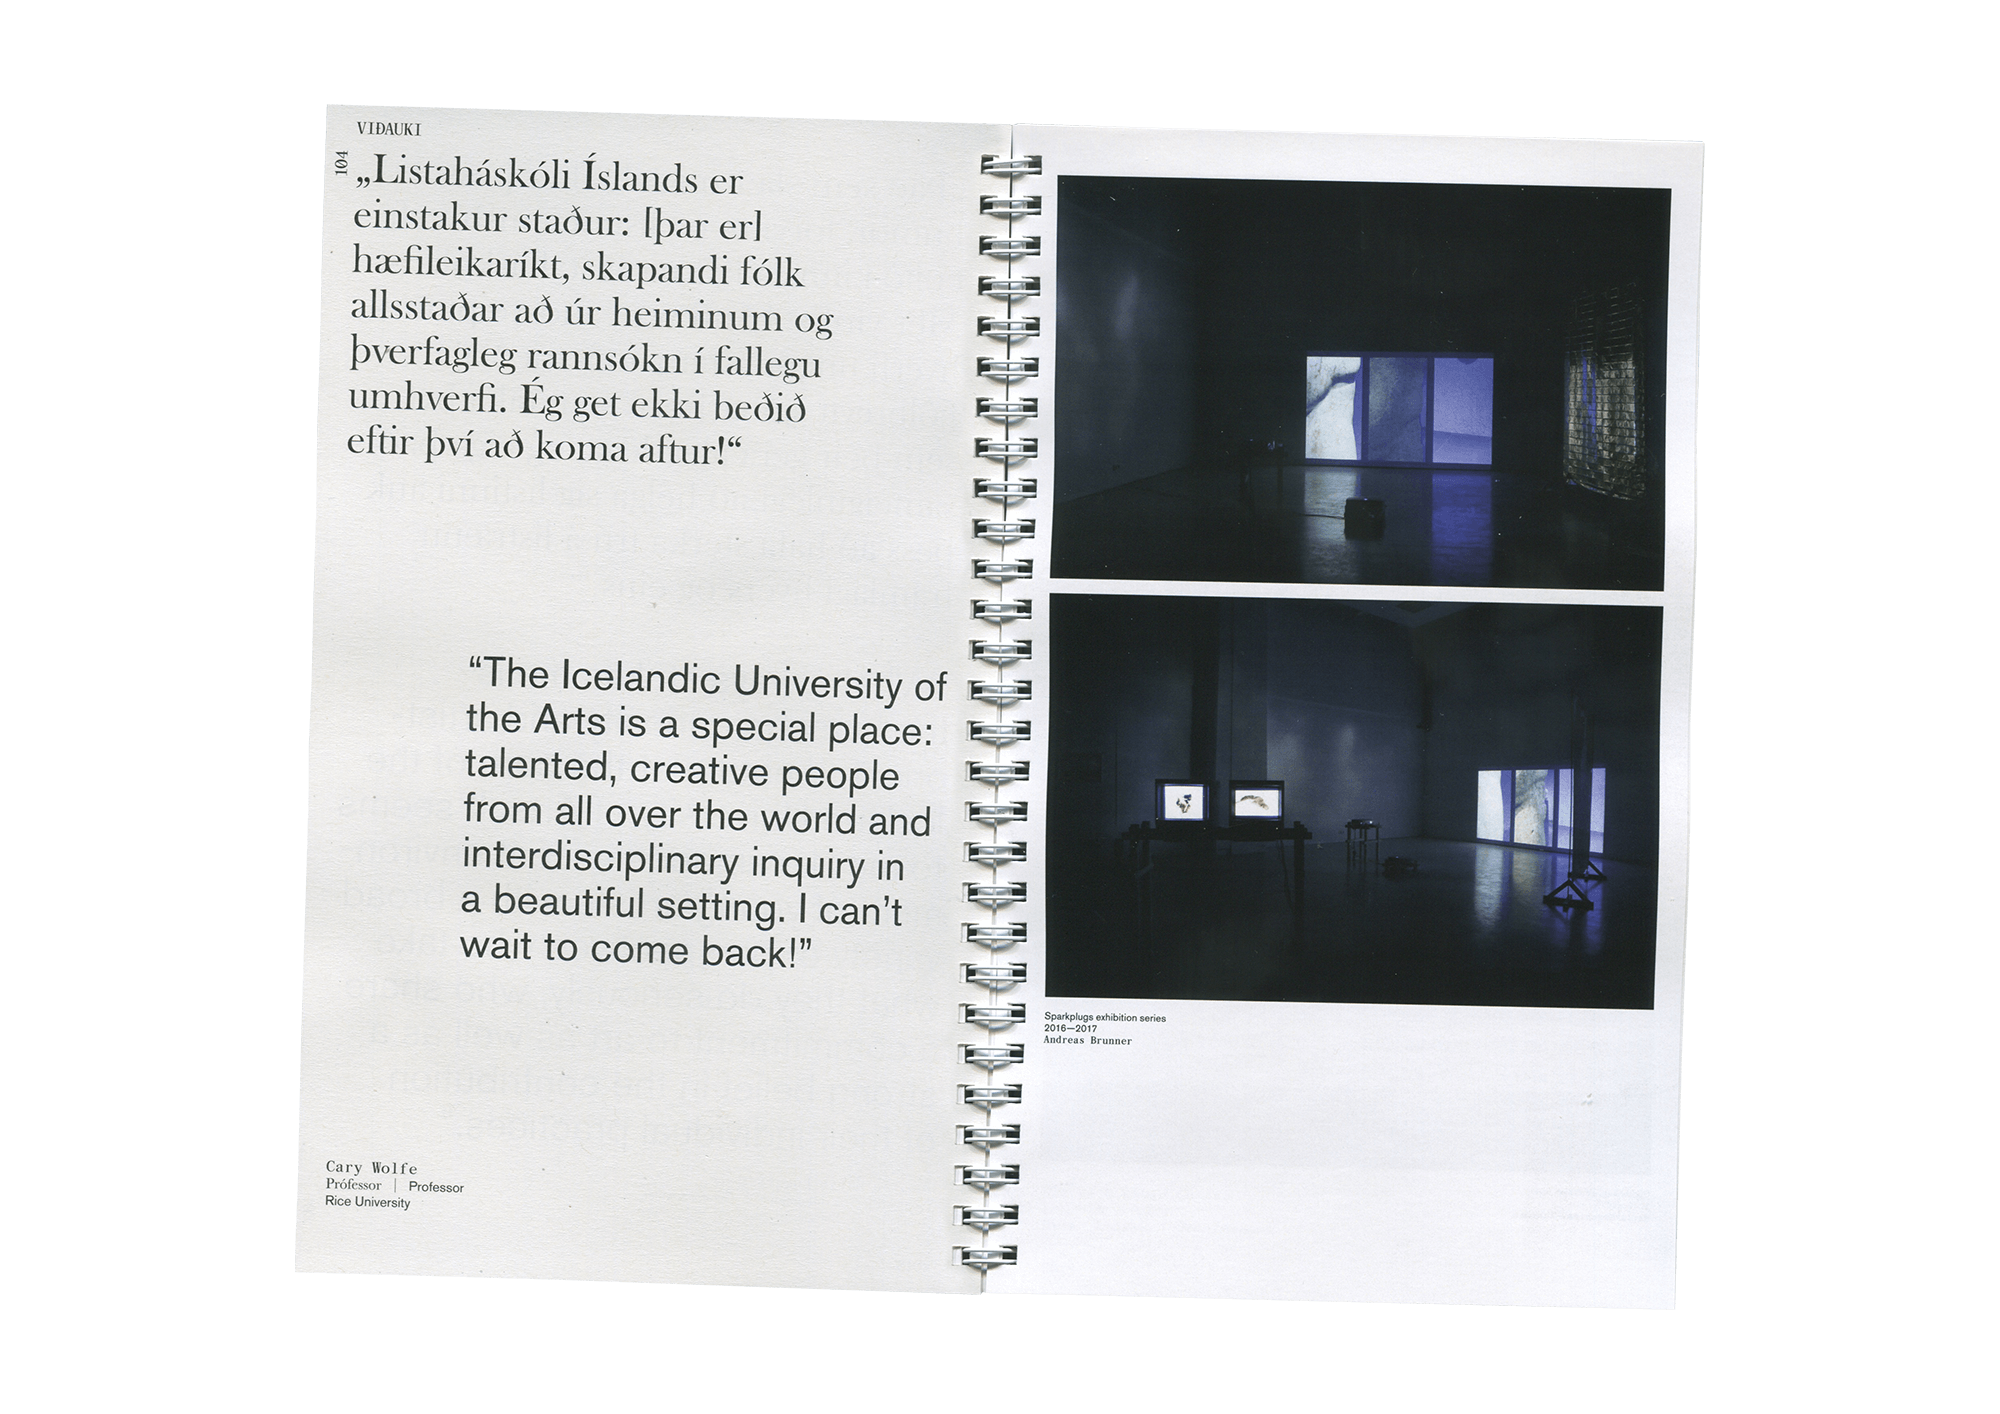 VIÐAUKI
104
„Listaháskóli Íslands er
einstakur staður: [þar er]
hæfileikaríkt, skapandi fólk
allsstaðar að úr heiminum og
þverfagleg rannsókn í fallegu
umhverfi. Ég get ekki beðið
eftir því að koma aftur!“
“The Icelandic University of
the Arts is a special place:
talented, creative people
from all over the world and
interdisciplinary inquiry in
a beautiful setting. I can’t
wait to come back!”
Cary Wolfe
Prófessor | Professor
Rice University
Sparkplugs exhibition series
2016—2017
Andreas Brunner